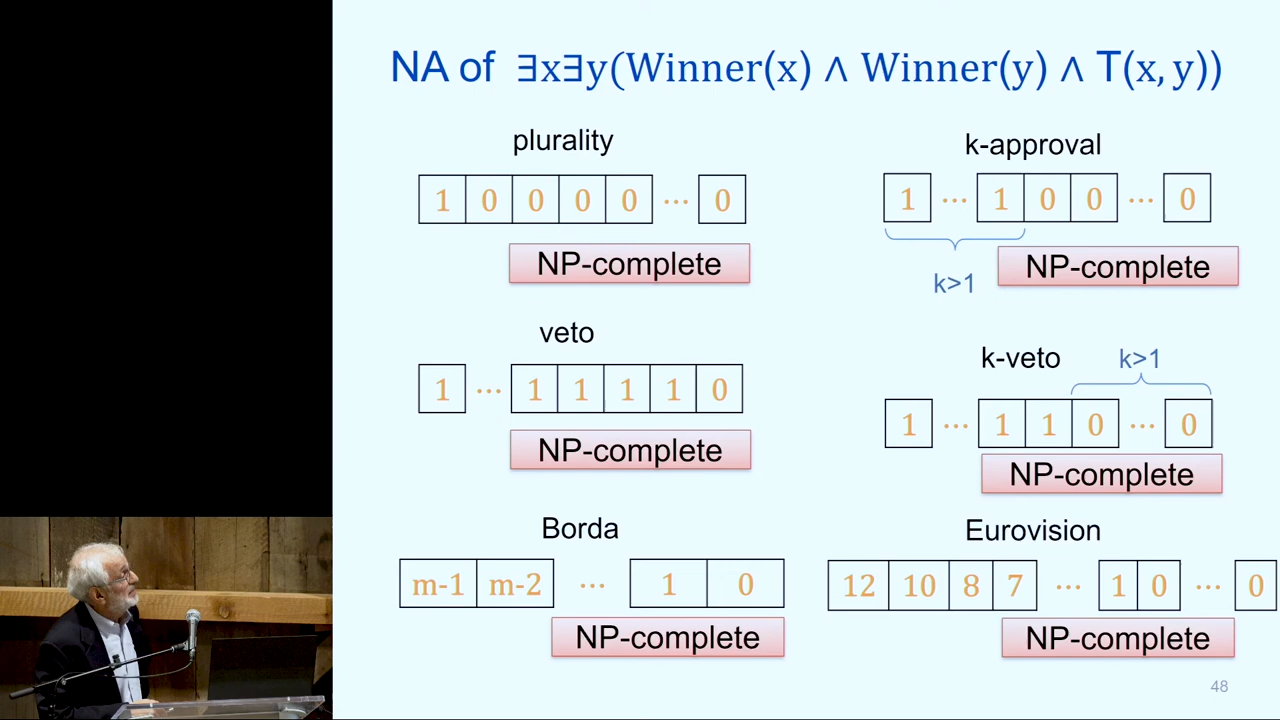 NA of ∃x∃y(Winner(x) ∧ Winner(y) ∧ T(x, y))
plurality
1 0 0 0 0 ⋯ 0
NP-complete
k-approval
1 ⋯ 1 0 0 ⋯ 0
k>1
NP-complete
veto
1 ⋯ 1 1 1 1 0
NP-complete
k-veto
k>1
1 ⋯ 1 1 0 ⋯ 0
NP-complete
Borda
m-1 m-2 ⋯ 1 0
NP-complete
Eurovision
12 10 8 7 ⋯ 1 0 ⋯ 0
NP-complete
48